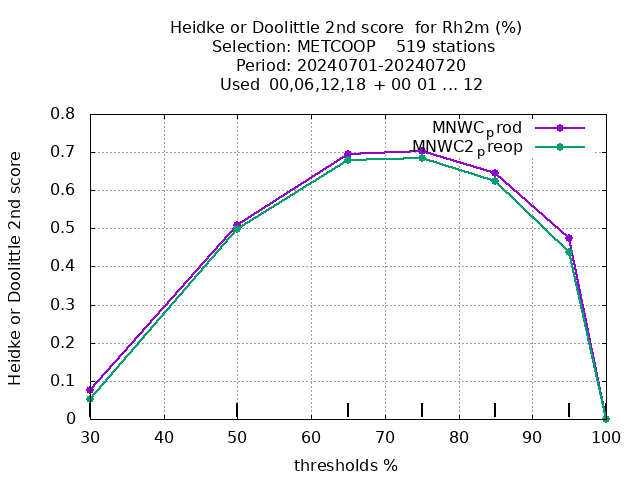 Heidke or Doolittle 2nd score  for Rh2m (%)
Selection: METCOOP    519 stations
Period: 20240701-20240720
Used  00,06,12,18  + 00 01 ... 12
MNWCprod
MNWC2_preop
Heidke or Doolittle 2nd score
0.8
0.7
0.6
0.5
0.4
0.3
0.2
0.1
0
30 40 50 60 70 80 90 100
thresholds %